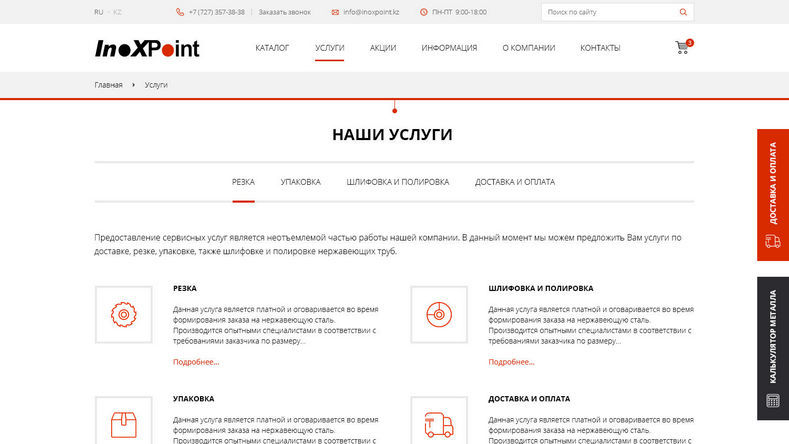 RU KZ +7 (727) 357-38-38 Заказать звонок info@inoxpoint.kz ПН-ПТ 9:00-18:00 Поиск по сайту
InoXPoint КАТАЛОГ УСЛУГИ АКЦИИ ИНФОРМАЦИЯ О КОМПАНИИ КОНТАКТЫ 3
Главная Услуги
НАШИ УСЛУГИ
РЕЗКА УПАКОВКА ШЛИФОВКА И ПОЛИРОВКА ДОСТАВКА И ОПЛАТА
Предоставление сервисных услуг является неотъемлемой частью работы нашей компании. В данный момент мы можем предложить Вам услуги по
доставке, резке, упаковке, также шлифовке и полировке нержавеющих труб.
РЕЗКА
Данная услуга является платной и оговаривается во время
формирования заказа на нержавеющую сталь.
Производится опытными специалистами в соответствии с
требованиями заказчика по размеру...
Подробнее...
ШЛИФОВКА И ПОЛИРОВКА
Данная услуга является платной и оговаривается во время
формирования заказа на нержавеющую сталь.
Производится опытными специалистами в соответствии с
требованиями заказчика по размеру...
Подробнее...
УПАКОВКА
Данная услуга является платной и оговаривается во время
формирования заказа на нержавеющую сталь.
Производится опытными специалистами в соответствии с
ДОСТАВКА И ОПЛАТА
Данная услуга является платной и оговаривается во время
формирования заказа на нержавеющую сталь.
Производится опытными специалистами в соответствии с
ДОСТАВКА И ОПЛАТА
КАЛЬКУЛЯТОР МЕТАЛЛА